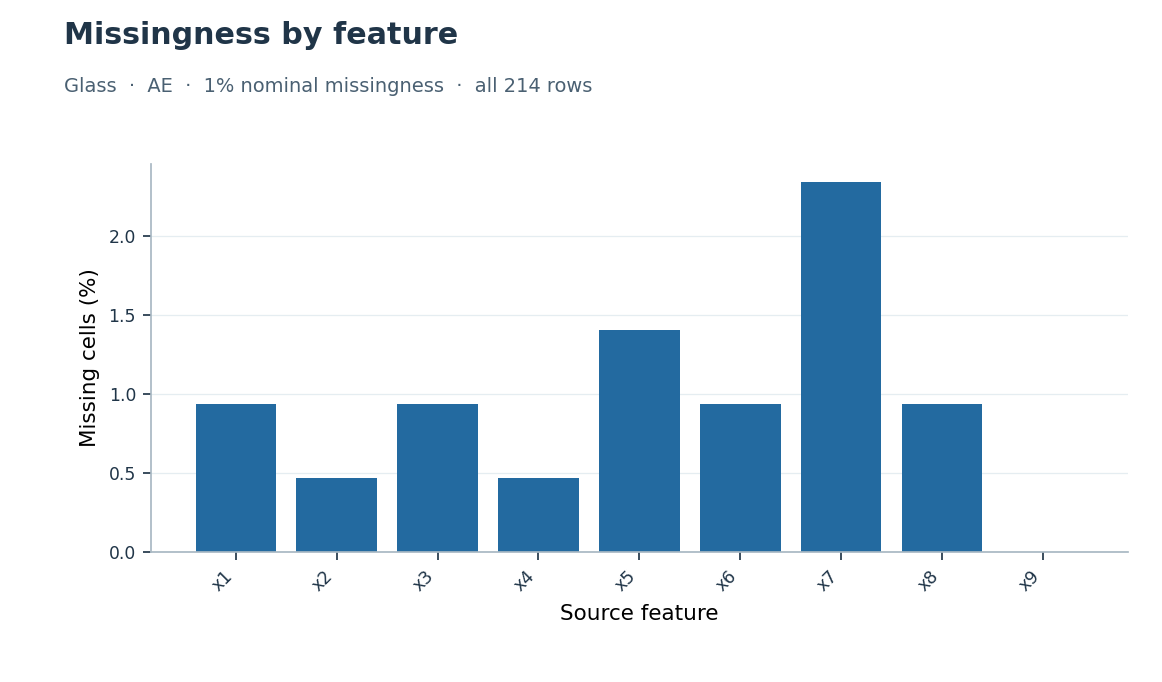 Missingness by feature
Glass · AE · 1% nominal missingness · all 214 rows
Missing cells (%)
2.0
1.5
1.0
0.5
0.0
x1 x2 x3 x4 x5 x6 x7 x8 x9
Source feature